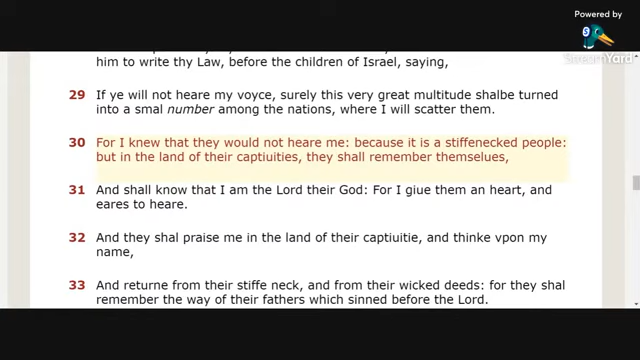 Powered by
StreamYard
him to write thy Law, before the children of Israel, saying,
29 If ye will not heare my voyce, surely this very great multitude shalbe turned
into a smal number among the nations, where I will scatter them.
30 For I knew that they would not heare me: because it is a stiffenecked people:
but in the land of their captiuities, they shall remember themselues,
31 And shall know that I am the Lord their God: For I giue them an heart, and
eares to heare.
32 And they shal praise me in the land of their captiuitie, and thinke vpon my
name,
33 And returne from their stiffe neck, and from their wicked deeds: for they shal
remember the way of their fathers which sinned before the Lord.